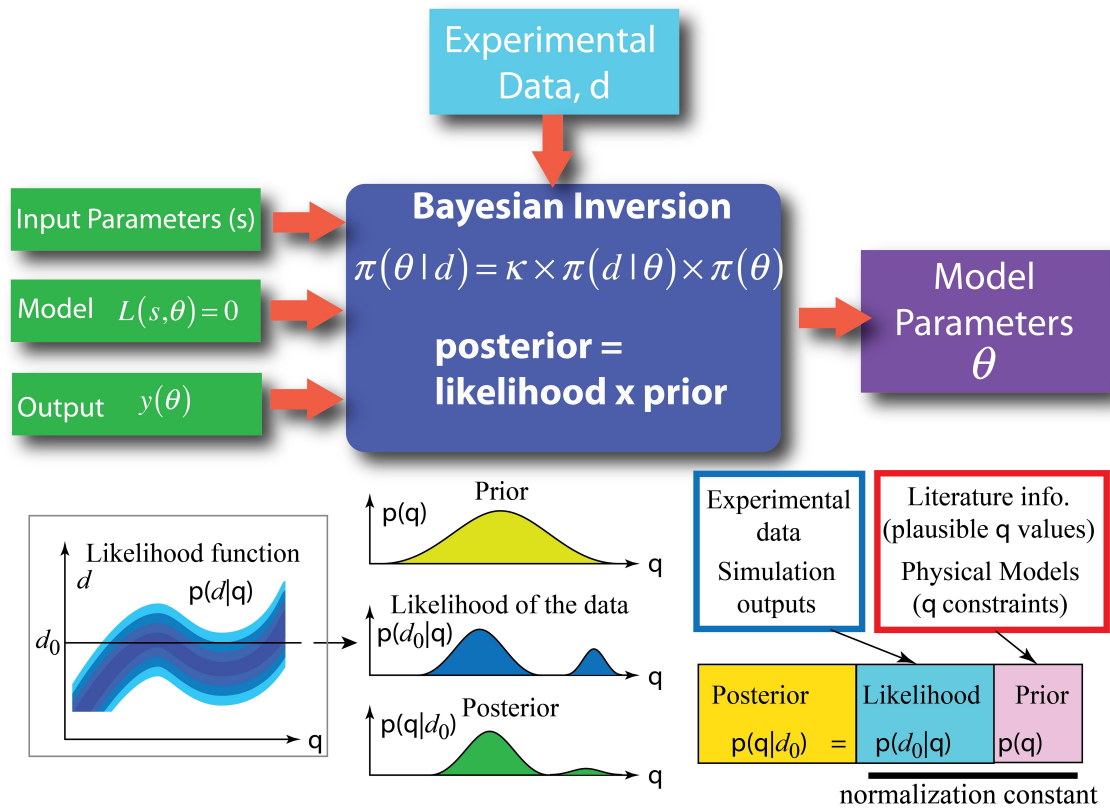 Experimental
Data, d
Input Parameters (s)
Model L(s,θ)=0
Output y(θ)
Bayesian Inversion
π(θ|d)=κ×π(d|θ)×π(θ)
posterior =
likelihood x prior
Model
Parameters
θ
Likelihood function
d
p(d|q)
d₀
q
Prior
p(q)
q
Likelihood of the data
p(d₀|q)
q
Posterior
p(q|d₀)
q
Experimental
data
Simulation
outputs
Literature info.
(plausible q values)
Physical Models
(q constraints)
Posterior Likelihood Prior
p(q|d₀) = p(d₀|q) p(q)
normalization constant